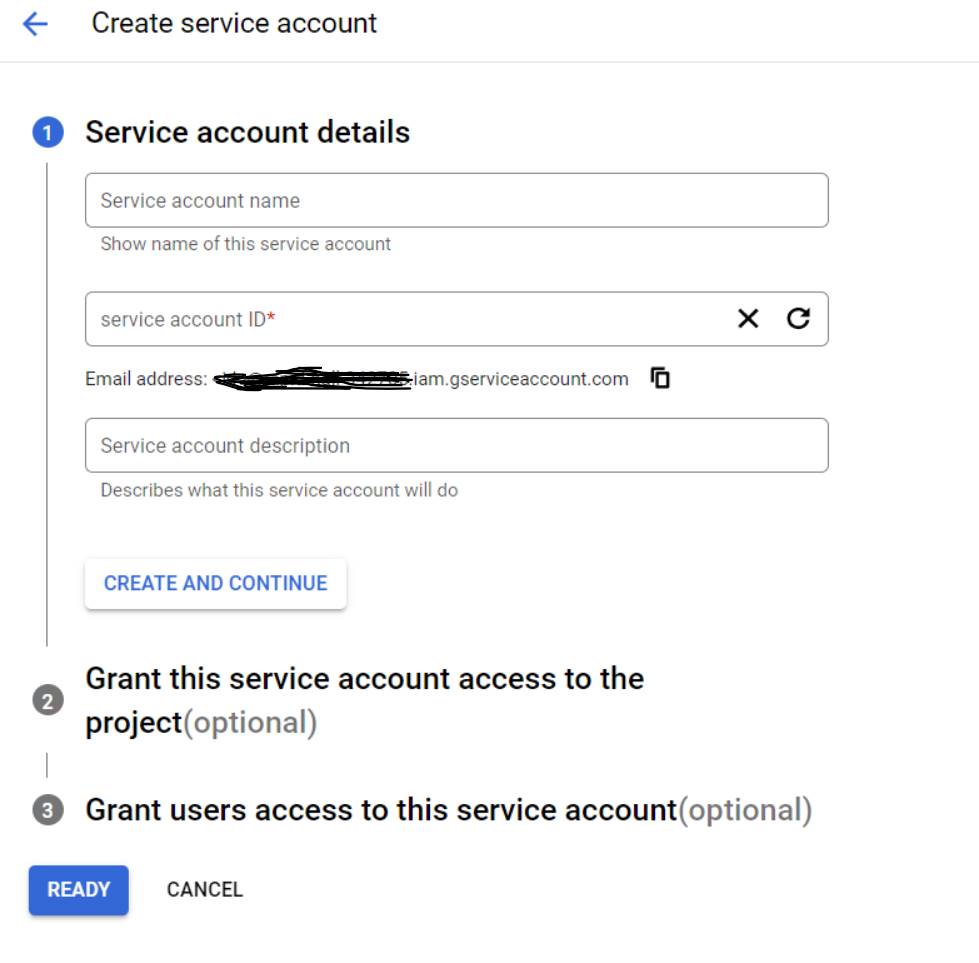 Create service account
1 Service account details
Service account name
Show name of this service account
service account ID*
Email address: iam.gserviceaccount.com
Service account description
Describes what this service account will do
CREATE AND CONTINUE
2 Grant this service account access to the
project(optional)
3 Grant users access to this service account(optional)
READY CANCEL